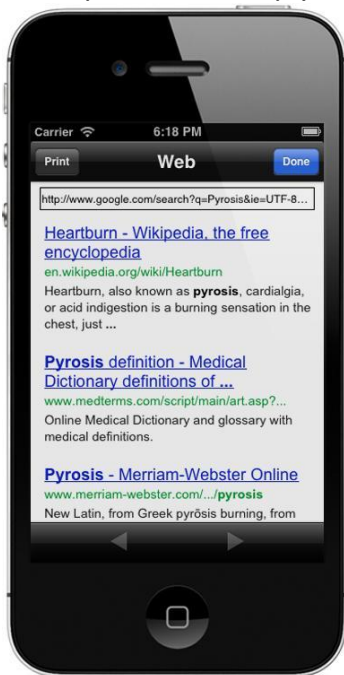 Carrier 6:18 PM
Print Web Done
http://www.google.com/search?q=Pyrosis&ie=UTF-8...
Heartburn - Wikipedia, the free
encyclopedia
en.wikipedia.org/wiki/Heartburn
Heartburn, also known as pyrosis, cardialgia,
or acid indigestion is a burning sensation in the
chest, just ...
Pyrosis definition - Medical
Dictionary definitions of ...
www.medterms.com/script/main/art.asp?...
Online Medical Dictionary and glossary with
medical definitions.
Pyrosis - Merriam-Webster Online
www.merriam-webster.com/.../pyrosis
New Latin, from Greek pyrōsis burning, from